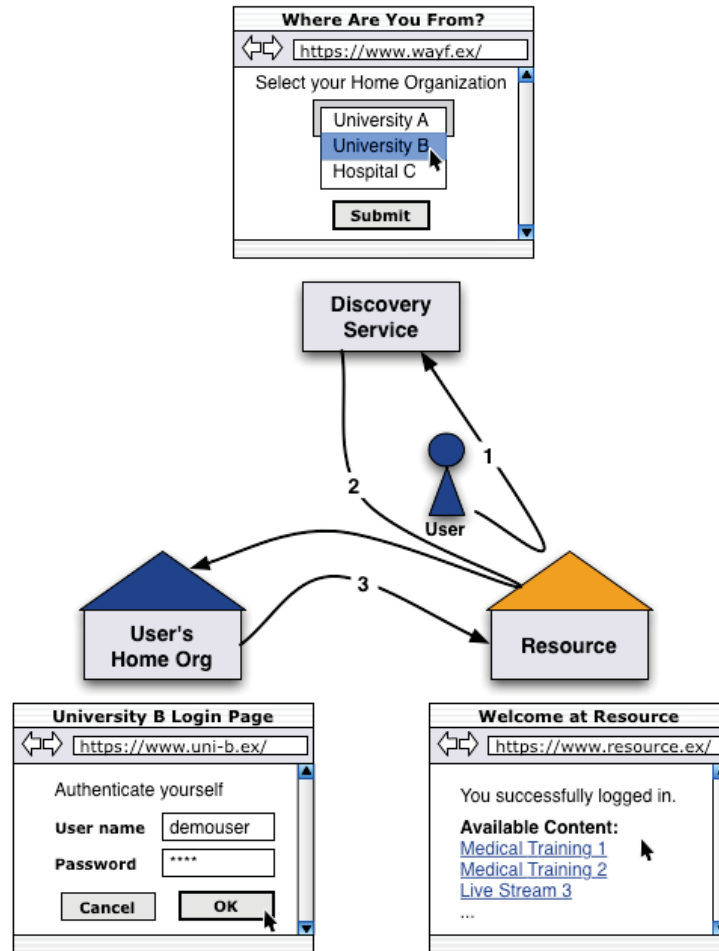 Where Are You From?
https://www.wayf.ex/
Select your Home Organization
University A
University B
Hospital C
Submit
Discovery
Service
1
2
User
3
User's
Home Org
Resource
University B Login Page
https://www.uni-b.ex/
Authenticate yourself
User name demouser
Password ****
Cancel OK
Welcome at Resource
https://www.resource.ex/
You successfully logged in.
Available Content:
Medical Training 1
Medical Training 2
Live Stream 3
...